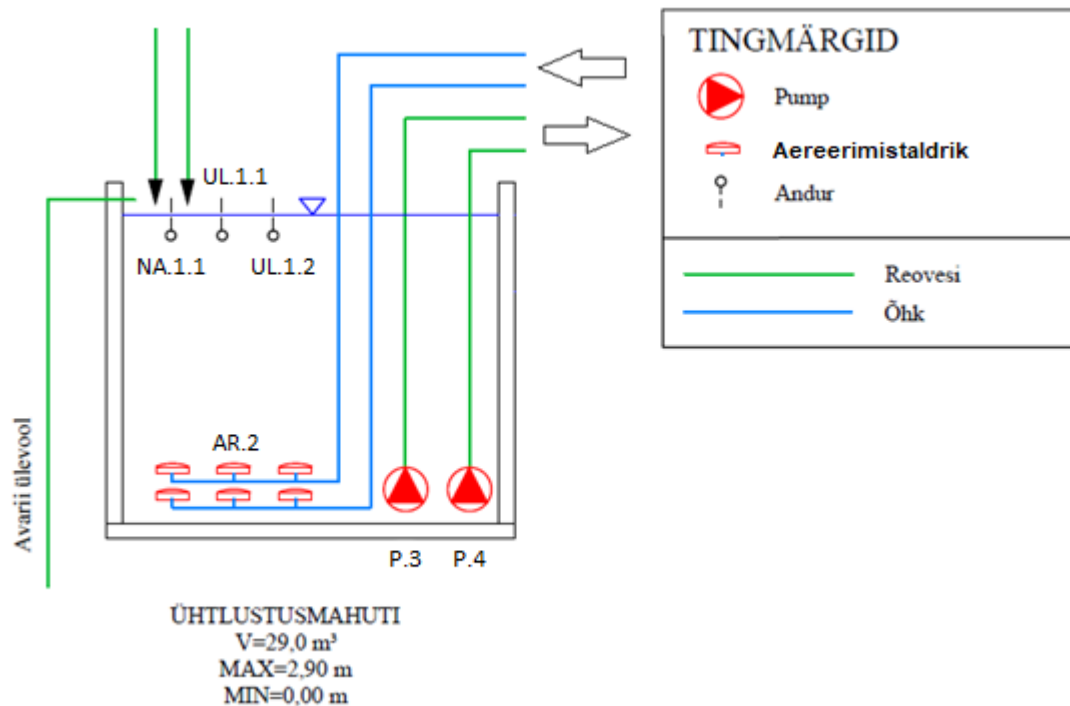 UL.1.1
NA.1.1
UL.1.2
AR.2
P.3
P.4
Avarii ülevool
ÜHTLUSTUSMAHUTI
V=29,0 m³
MAX=2,90 m
MIN=0,00 m
TINGMÄRGID
Pump
Aereerimistaldrik
Andur
Reovesi
Õhk